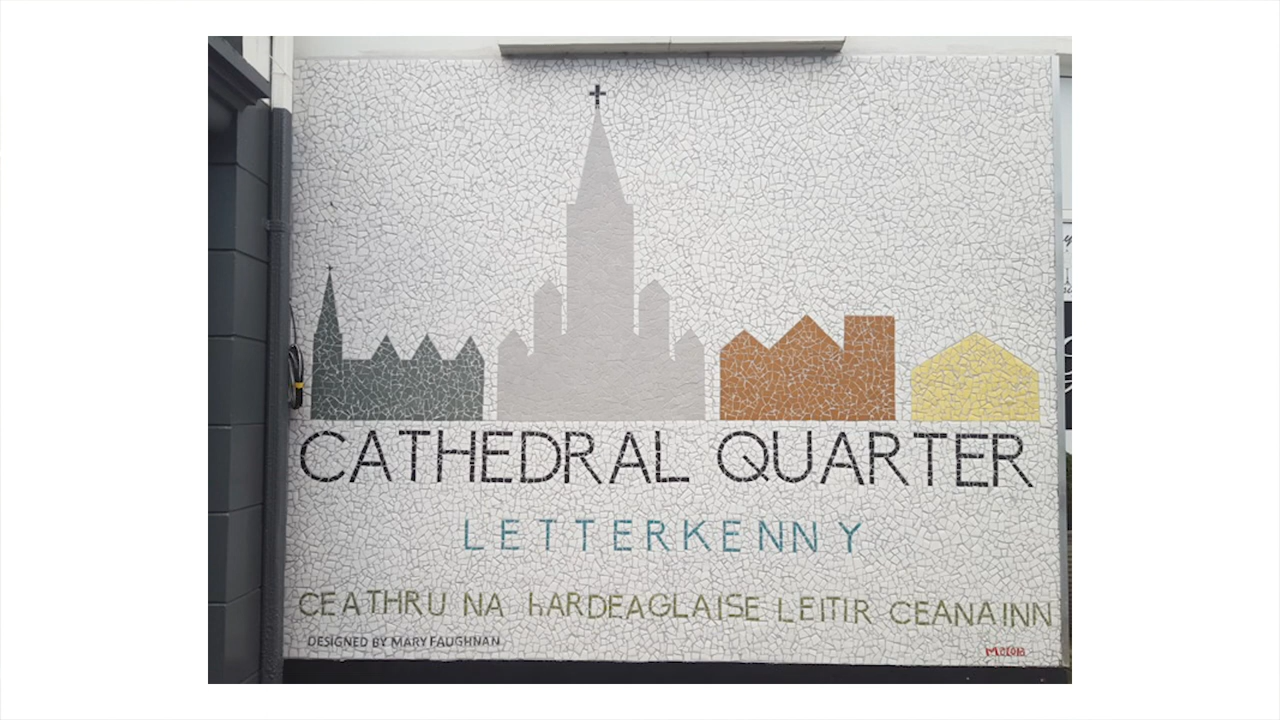 CATHEDRAL QUARTER
LETTERKENNY
CEATHRU NA hARDEAGLAISE LEITIR CEANAINN
DESIGNED BY MARY FAUGHNAN